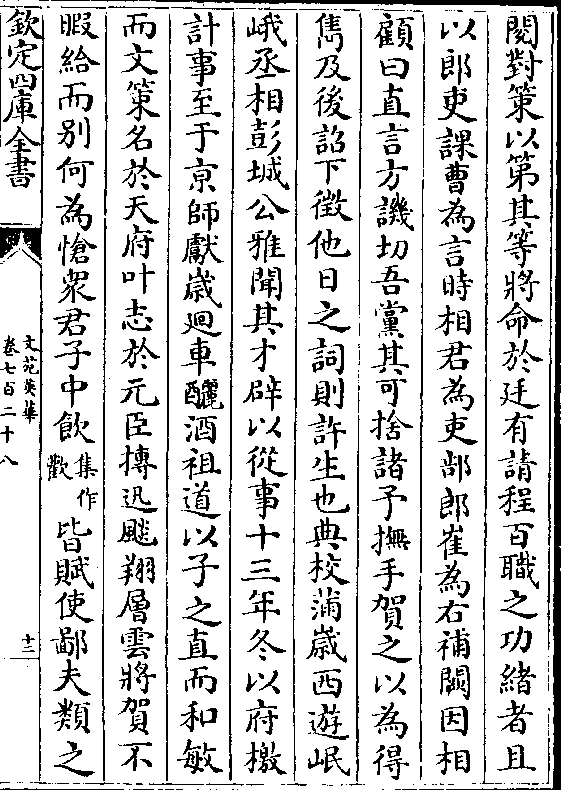 閱對策以第其等將命於廷有請程百職之功緒者且
以郎吏課曹為言時相君為吏部郎崔為右補闕因相
顧曰直言方譏切吾黨其可捨諸予撫手賀之以為得
雋及後詔下徵他日之詞則許生也典校蒲歲西遊岷
峨丞相彭城公雅聞其才辟以從事十三年冬以府檄
計事至于京師獻歲廻車釃酒祖道以子之直而和敏
而文策名於天府叶志於元臣摶迅飈翔層雲將賀不
暇給而別何為愴衆君子中飲集作歡皆賦使鄙夫類之
欽定四庫全書
文苑英華
卷七百二十八
十三